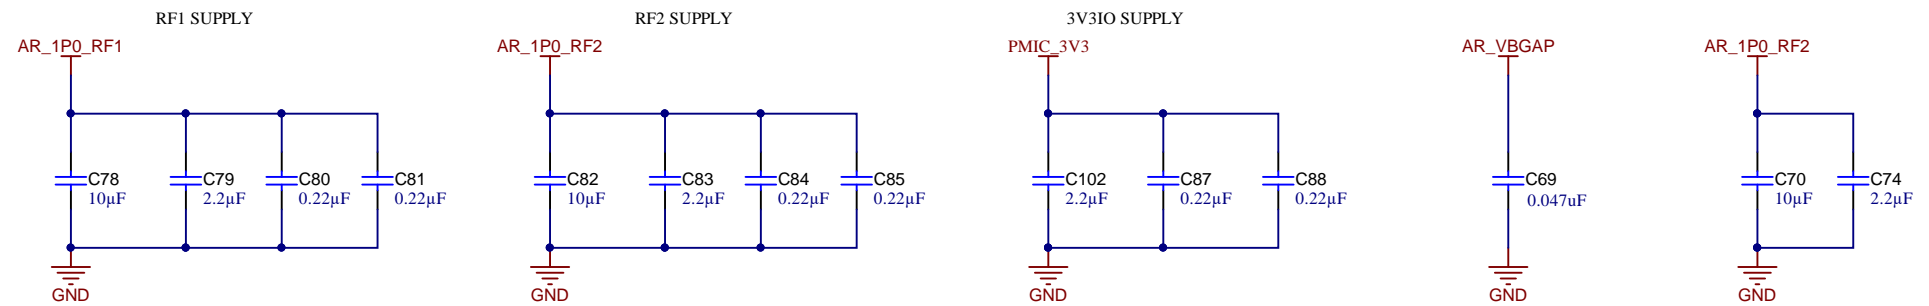 RF1 SUPPLY
AR_1P0_RF1
C78
10µF
C79
2.2µF
C80
0.22µF
C81
0.22µF
GND
RF2 SUPPLY
AR_1P0_RF2
C82
10µF
C83
2.2µF
C84
0.22µF
C85
0.22µF
GND
3V3IO SUPPLY
PMIC_3V3
C102
2.2µF
C87
0.22µF
C88
0.22µF
GND
AR_VBGAP
C69
0.047uF
GND
AR_1P0_RF2
C70
10µF
C74
2.2µF
GND